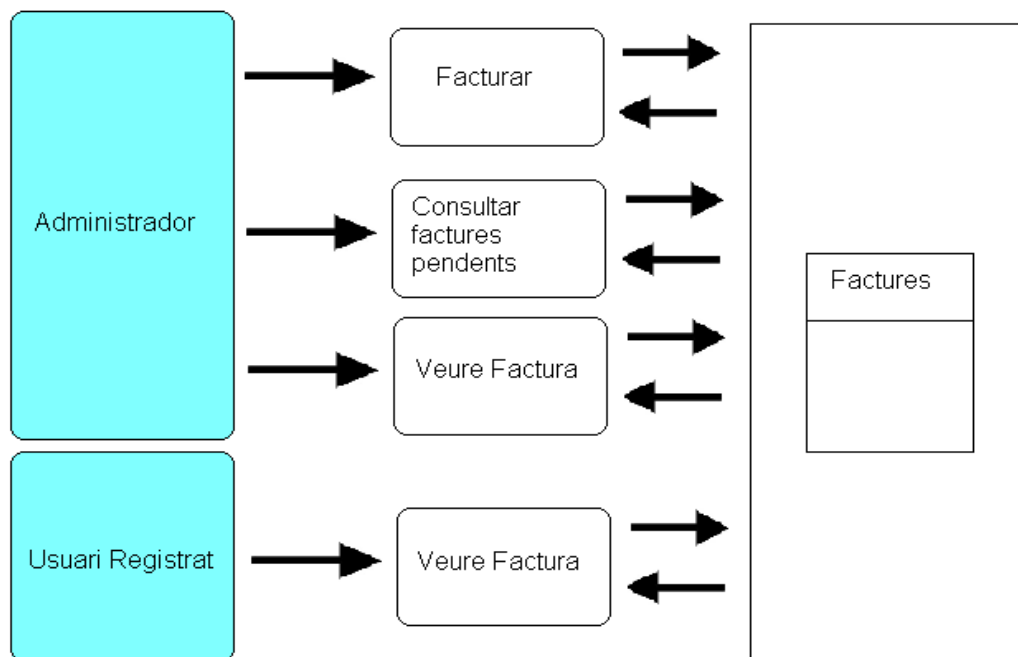 Administrador
Facturar
Consultar
factures
pendents
Veure Factura
Factures
Usuari Registrat
Veure Factura